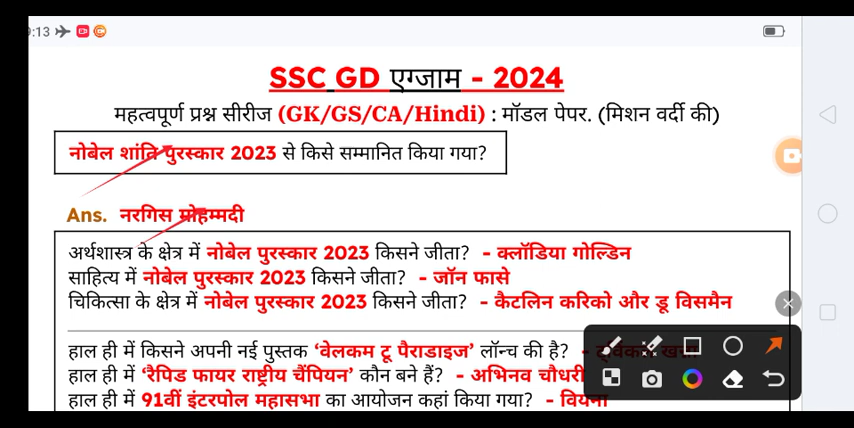 :13
SSC GD एग्जाम - 2024
महत्वपूर्ण प्रश्न सीरीज (GK/GS/CA/Hindi) : मॉडल पेपर. (मिशन वर्दी की)
नोबेल शांति पुरस्कार 2023 से किसे सम्मानित किया गया?
Ans. नरगिस मोहम्मदी
अर्थशास्त्र के क्षेत्र में नोबेल पुरस्कार 2023 किसने जीता? - क्लॉडिया गोल्डिन
साहित्य में नोबेल पुरस्कार 2023 किसने जीता? - जॉन फासे
चिकित्सा के क्षेत्र में नोबेल पुरस्कार 2023 किसने जीता? - कैटलिन करिको और डू विसमैन
हाल ही में किसने अपनी नई पुस्तक ‘वेलकम टू पैराडाइज’ लॉन्च की है? -
हाल ही में ‘रैपिड फायर राष्ट्रीय चैंपियन’ कौन बने हैं? - अभिनव चौधरी
हाल ही में 91वीं इंटरपोल महासभा का आयोजन कहां किया गया? - वियना